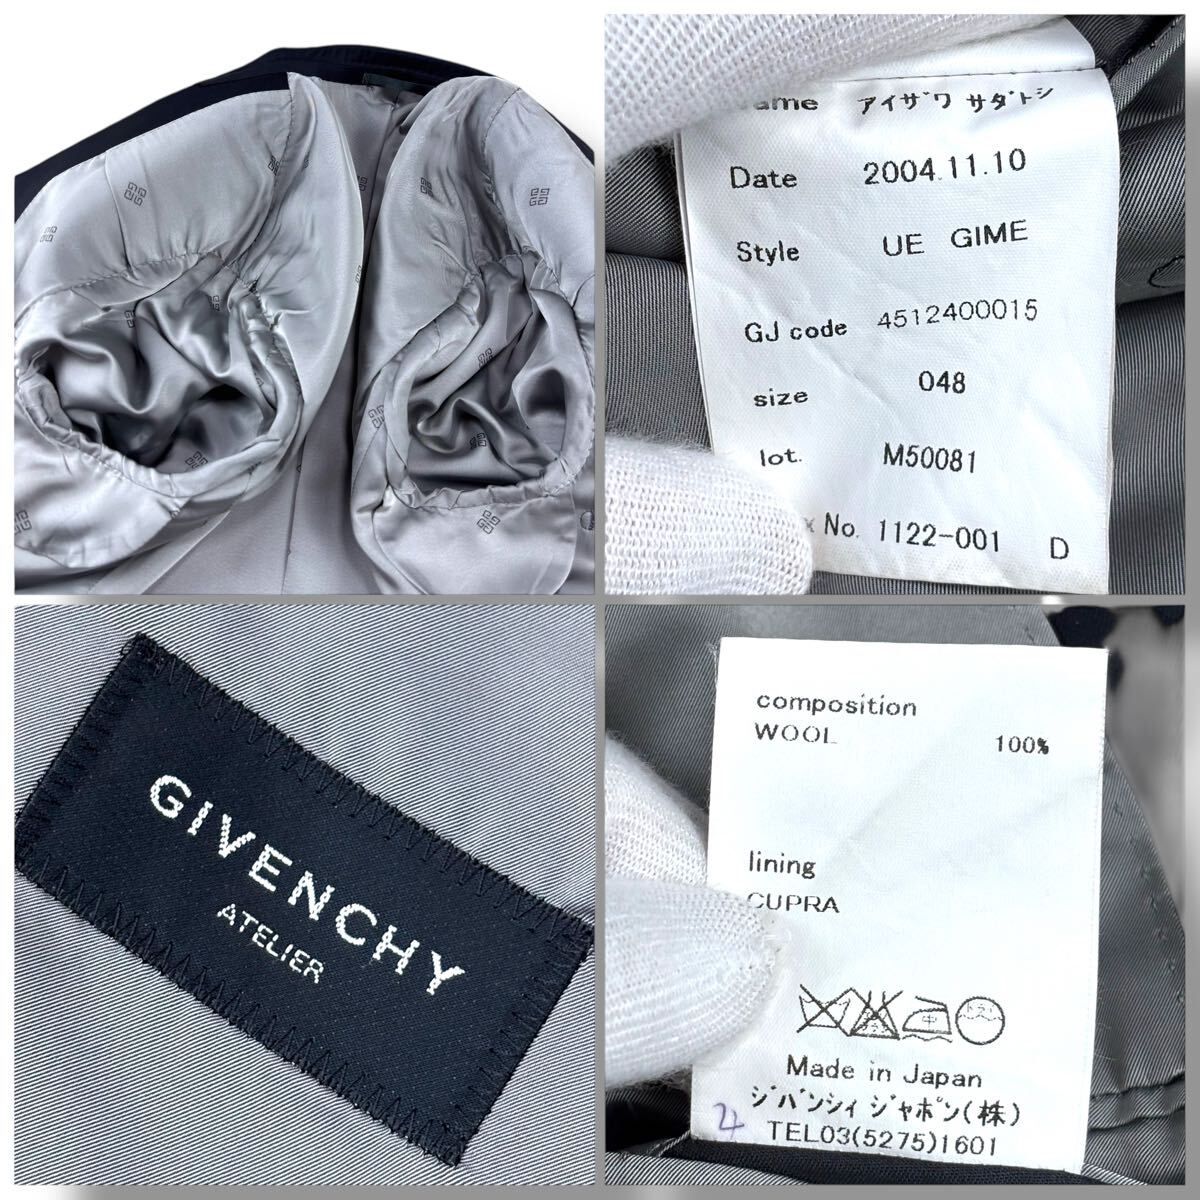 アイザワ サダトシ
Date 2004.11.10
Style UE GIME
GJ code 4512400015
size 048
lot. M50081
No. 1122-001 D
GIVENCHY
ATELIER
composition
WOOL 100%
lining
CUPRA
中
Made in Japan
ジバンシィ ジャポン(株)
TEL03(5275)1601